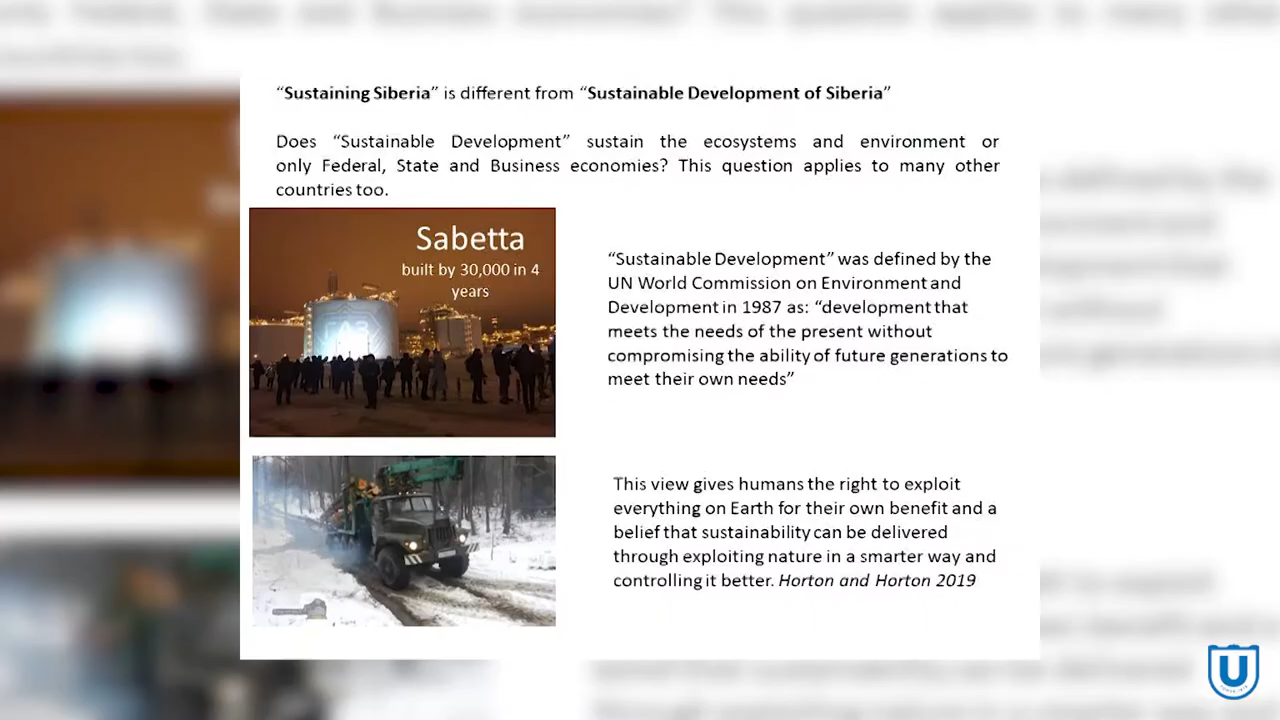 “Sustaining Siberia” is different from “Sustainable Development of Siberia”
Does “Sustainable Development” sustain the ecosystems and environment or
only Federal, State and Business economies? This question applies to many other
countries too.
Sabetta
built by 30,000 in 4
years
“Sustainable Development” was defined by the
UN World Commission on Environment and
Development in 1987 as: “development that
meets the needs of the present without
compromising the ability of future generations to
meet their own needs”
This view gives humans the right to exploit
everything on Earth for their own benefit and a
belief that sustainability can be delivered
through exploiting nature in a smarter way and
controlling it better. Horton and Horton 2019
U